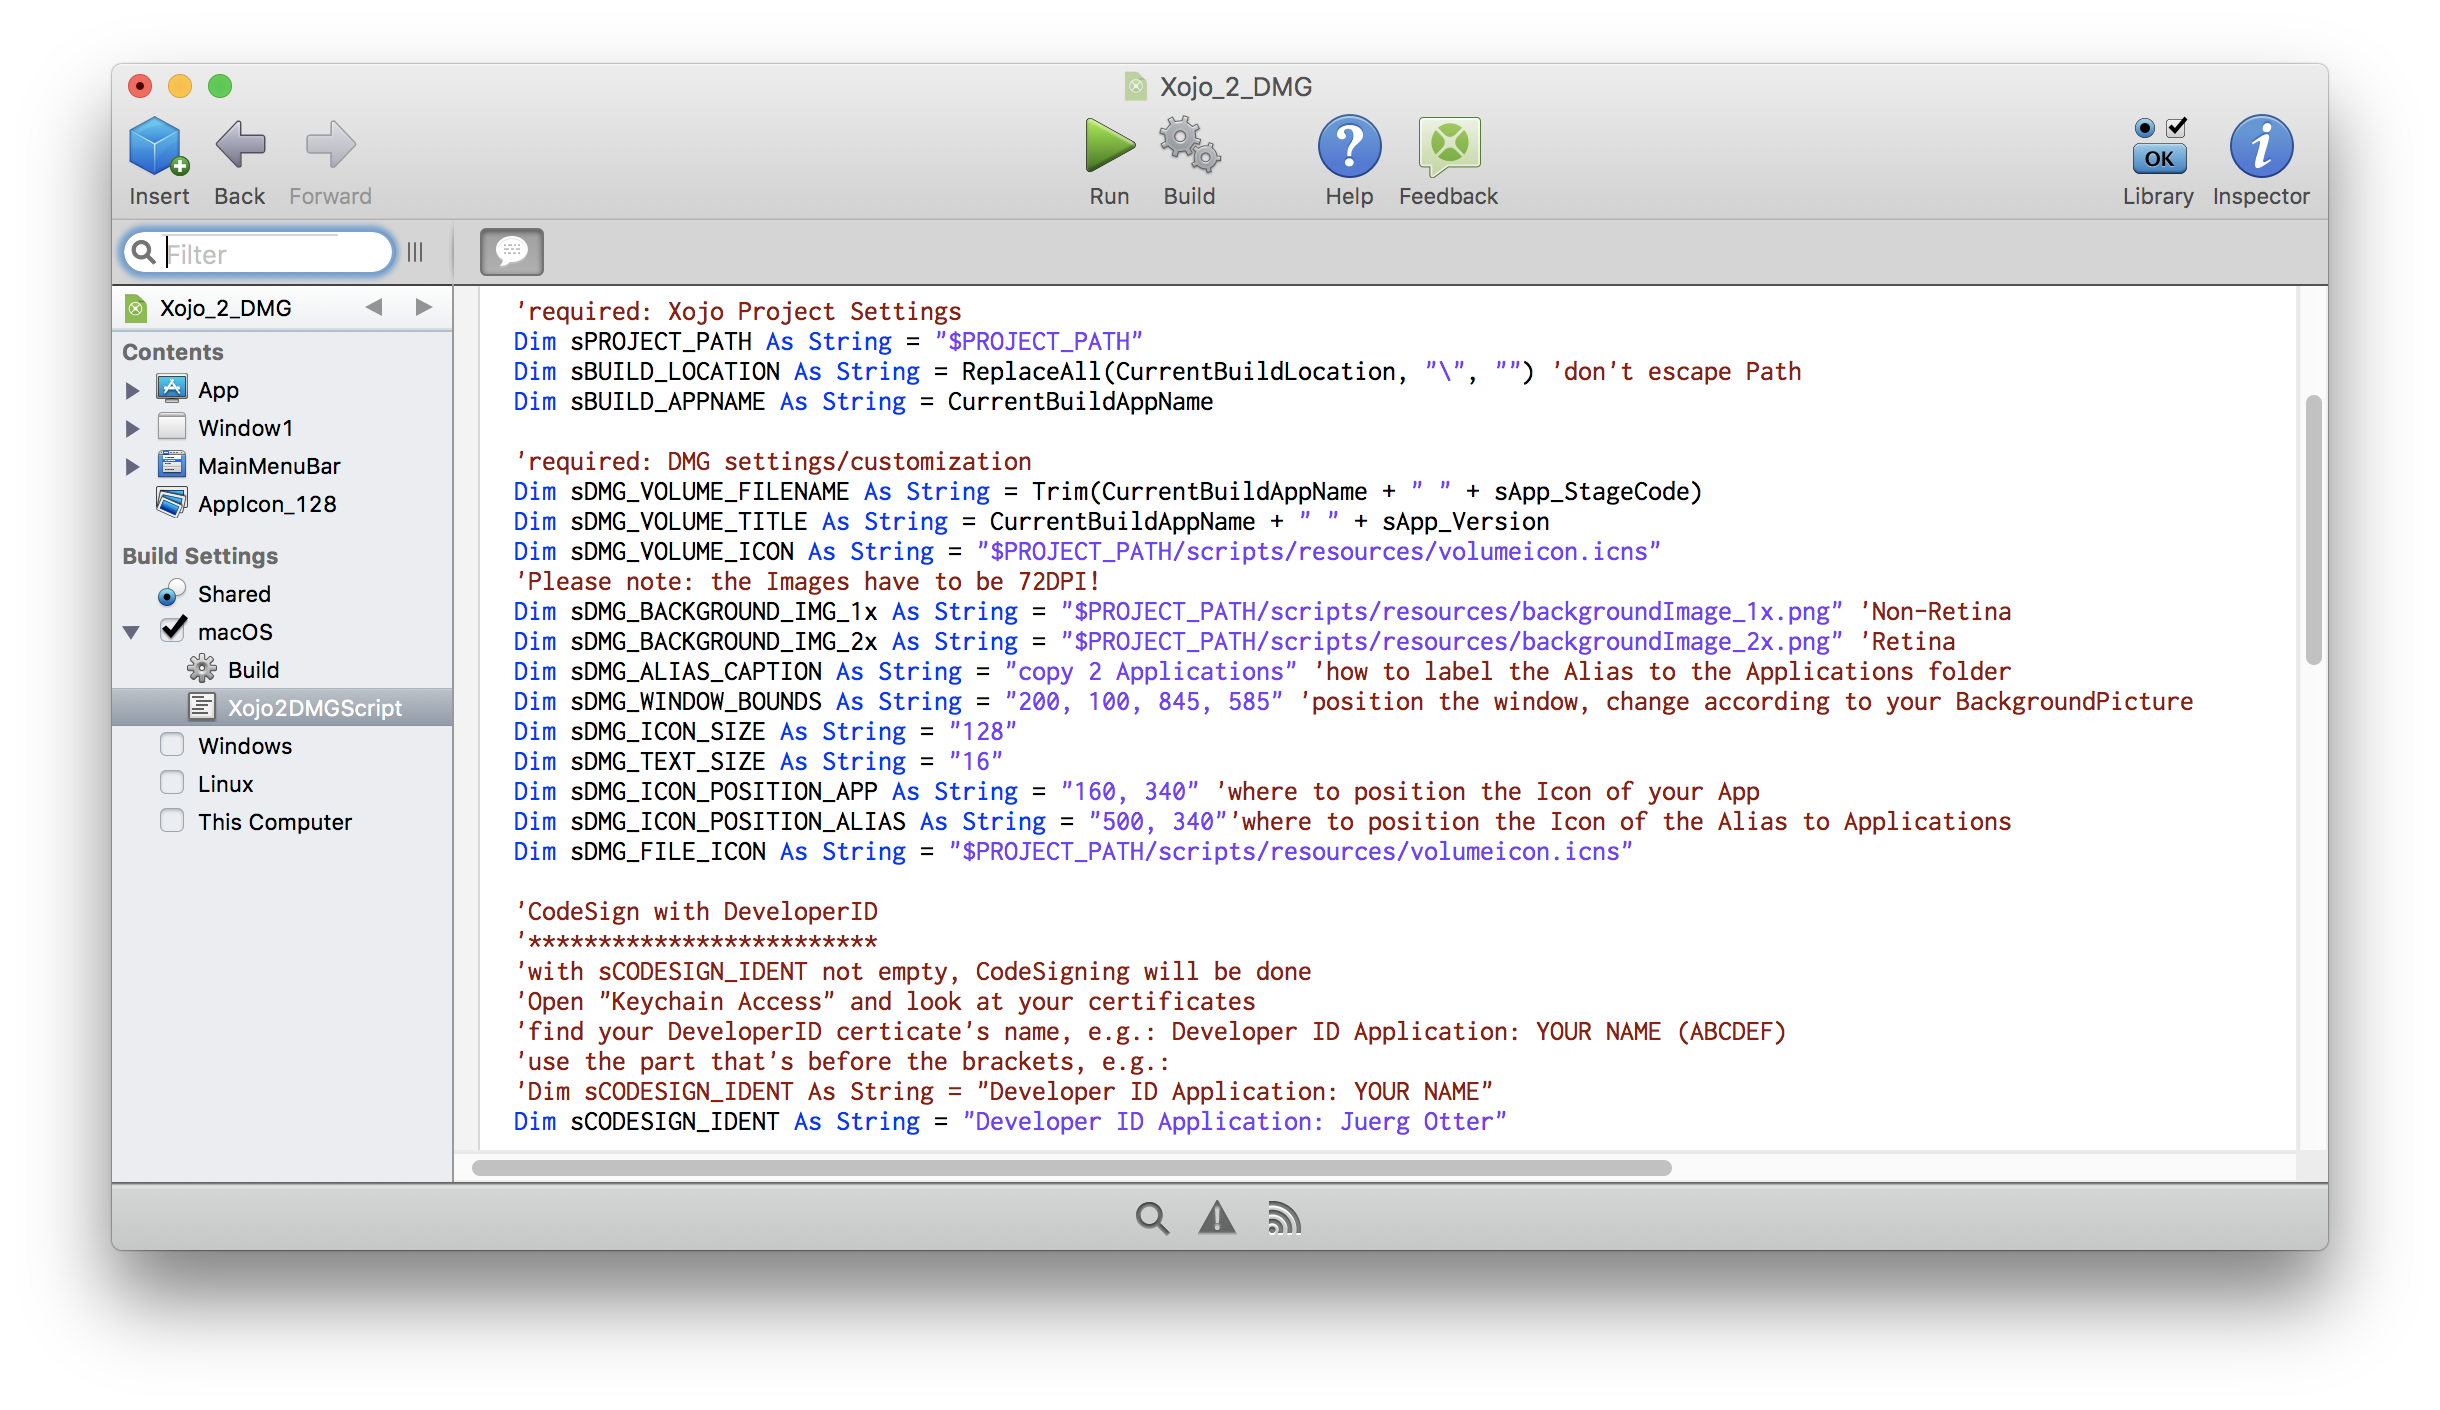 Xojo_2_DMG
Insert Back Forward Run Build Help Feedback OK Library Inspector
Filter
Xojo_2_DMG
Contents
App
Window1
MainMenuBar
AppIcon_128
Build Settings
Shared
macOS
Build
Xojo2DMGScript
Windows
Linux
This Computer
'required: Xojo Project Settings
Dim sPROJECT_PATH As String = "$PROJECT_PATH"
Dim sBUILD_LOCATION As String = ReplaceAll(CurrentBuildLocation, "\", "") 'don't escape Path
Dim sBUILD_APPNAME As String = CurrentBuildAppName
'required: DMG settings/customization
Dim sDMG_VOLUME_FILENAME As String = Trim(CurrentBuildAppName + " " + sApp_StageCode)
Dim sDMG_VOLUME_TITLE As String = CurrentBuildAppName + " " + sApp_Version
Dim sDMG_VOLUME_ICON As String = "$PROJECT_PATH/scripts/resources/volumeicon.icns"
'Please note: the Images have to be 72DPI!
Dim sDMG_BACKGROUND_IMG_1x As String = "$PROJECT_PATH/scripts/resources/backgroundImage_1x.png" 'Non-Retina
Dim sDMG_BACKGROUND_IMG_2x As String = "$PROJECT_PATH/scripts/resources/backgroundImage_2x.png" 'Retina
Dim sDMG_ALIAS_CAPTION As String = "copy 2 Applications" 'how to label the Alias to the Applications folder
Dim sDMG_WINDOW_BOUNDS As String = "200, 100, 845, 585" 'position the window, change according to your BackgroundPicture
Dim sDMG_ICON_SIZE As String = "128"
Dim sDMG_TEXT_SIZE As String = "16"
Dim sDMG_ICON_POSITION_APP As String = "160, 340" 'where to position the Icon of your App
Dim sDMG_ICON_POSITION_ALIAS As String = "500, 340"'where to position the Icon of the Alias to Applications
Dim sDMG_FILE_ICON As String = "$PROJECT_PATH/scripts/resources/volumeicon.icns"
'CodeSign with DeveloperID
'*************************
'with sCODESIGN_IDENT not empty, CodeSigning will be done
'Open "Keychain Access" and look at your certificates
'find your DeveloperID certicate's name, e.g.: Developer ID Application: YOUR NAME (ABCDEF)
'use the part that's before the brackets, e.g.:
'Dim sCODESIGN_IDENT As String = "Developer ID Application: YOUR NAME"
Dim sCODESIGN_IDENT As String = "Developer ID Application: Juerg Otter"